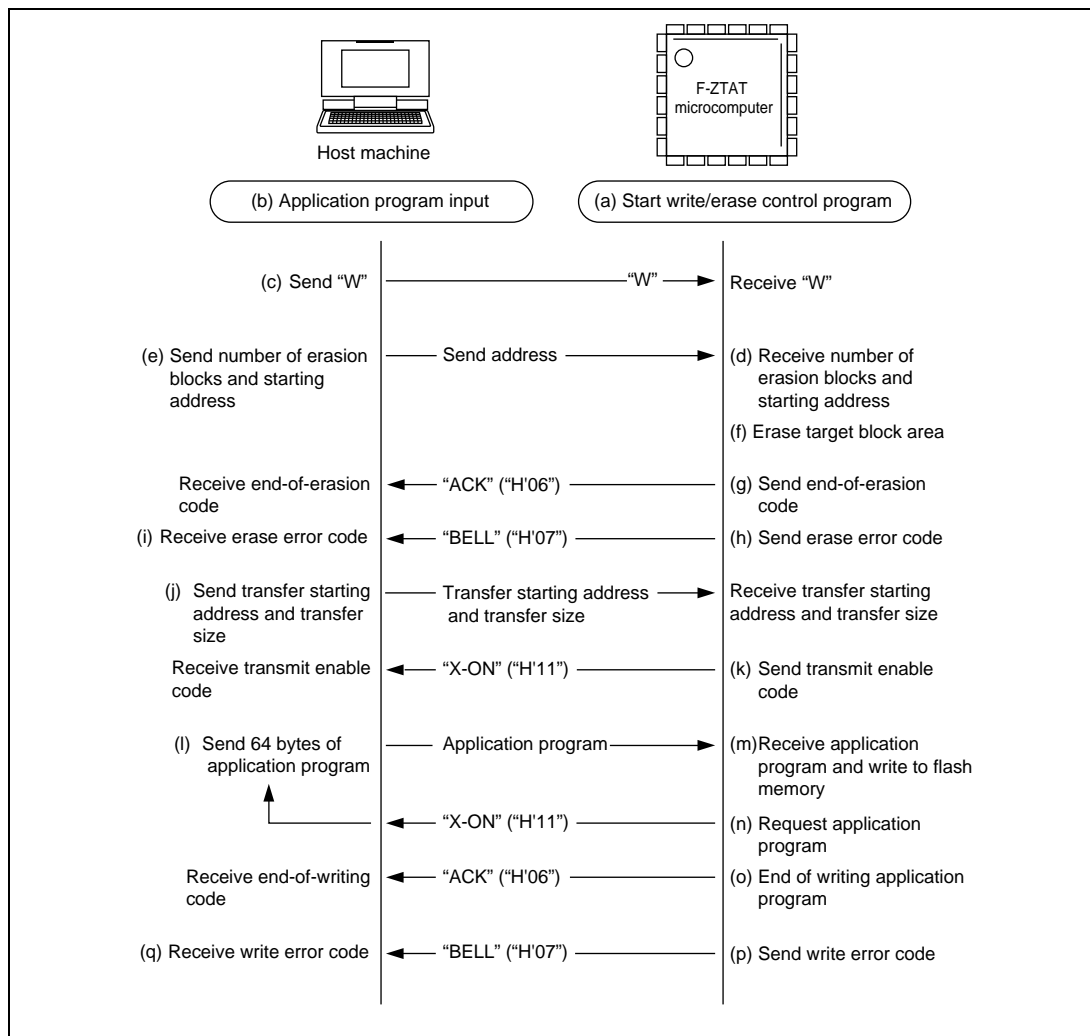 F-ZTAT
microcomputer
Host machine
(b) Application program input
(a) Start write/erase control program
(c) Send “W”
“W”
Receive “W”
(e) Send number of erasion
blocks and starting
address
Send address
(d) Receive number of
erasion blocks and
starting address
(f) Erase target block area
Receive end-of-erasion
code
“ACK” (“H'06”)
(g) Send end-of-erasion
code
(i) Receive erase error code
“BELL” (“H'07”)
(h) Send erase error code
(j) Send transfer starting
address and transfer
size
Transfer starting address
and transfer size
Receive transfer starting
address and transfer size
Receive transmit enable
code
“X-ON” (“H'11”)
(k) Send transmit enable
code
(l) Send 64 bytes of
application program
Application program
(m)Receive application
program and write to flash
memory
“X-ON” (“H'11”)
(n) Request application
program
Receive end-of-writing
code
“ACK” (“H'06”)
(o) End of writing application
program
(q) Receive write error code
“BELL” (“H'07”)
(p) Send write error code